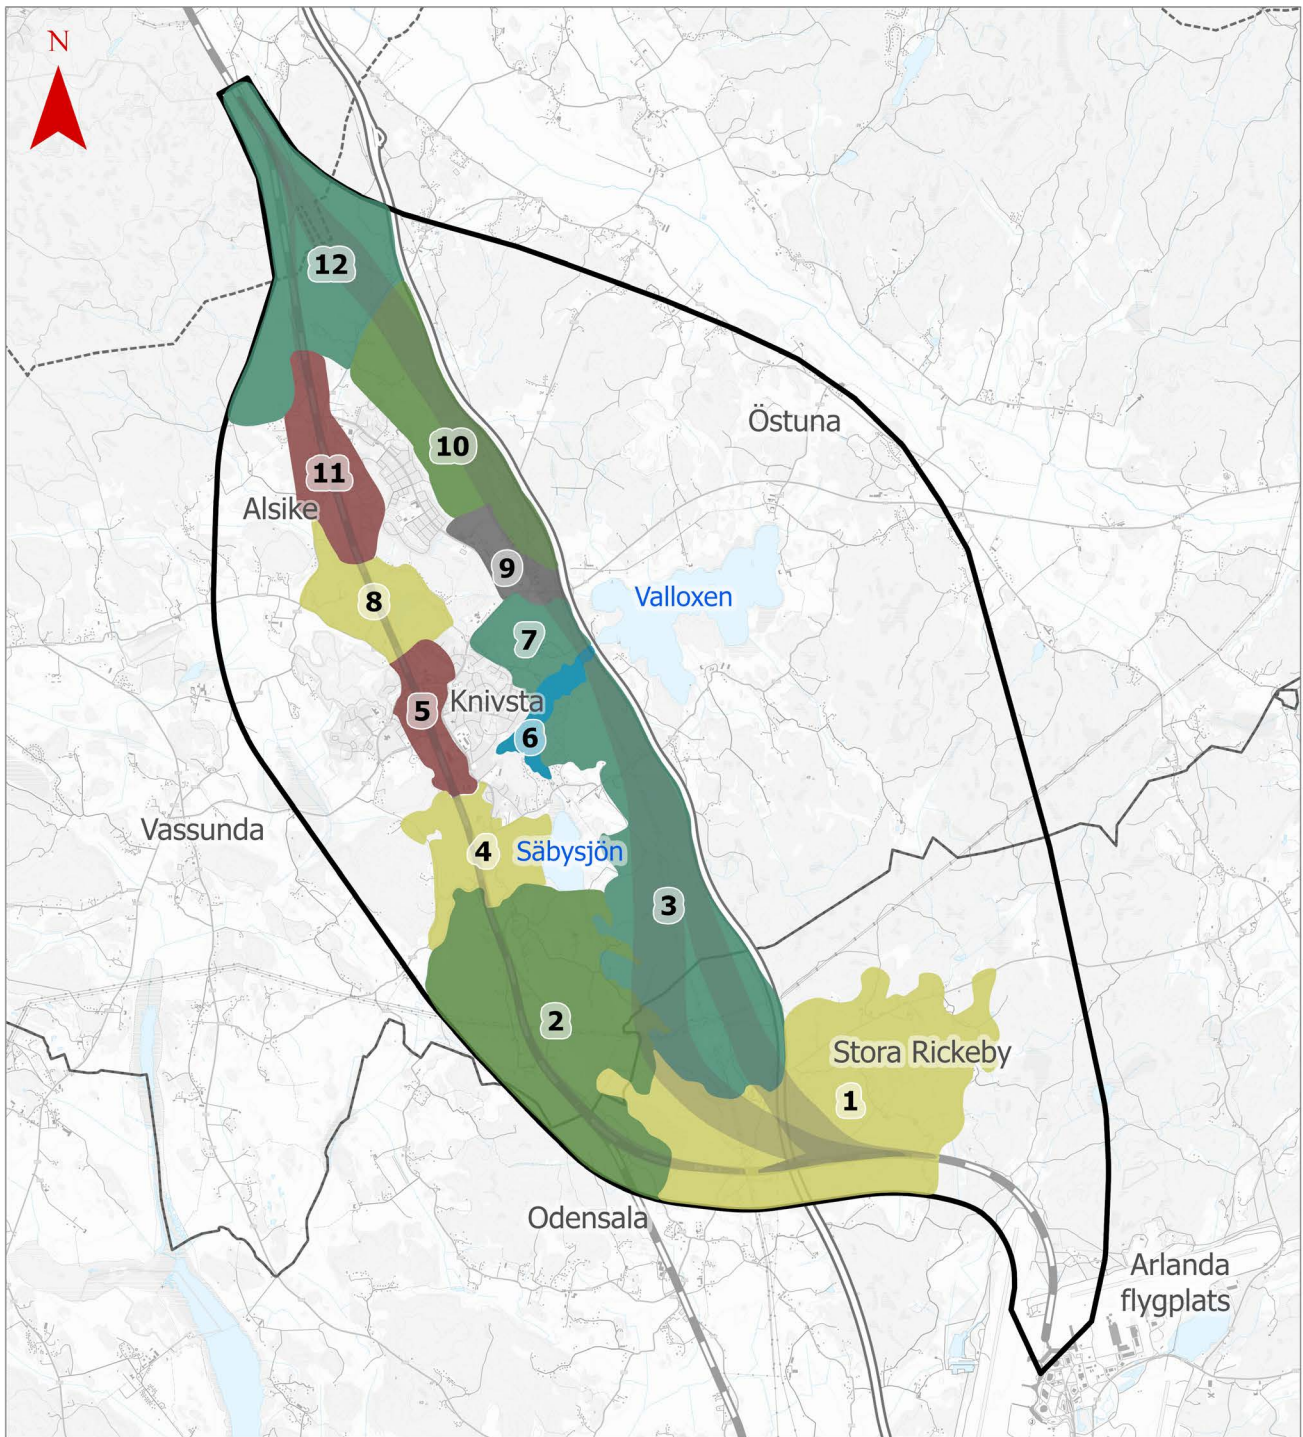 N
12
Östuna
10
11
Alsike
9
Valloxen
8
7
Knivsta
5
6
Vassunda
4
Säbysjön
3
2
Stora Rickeby
1
Odensala
Arlanda
flygplats